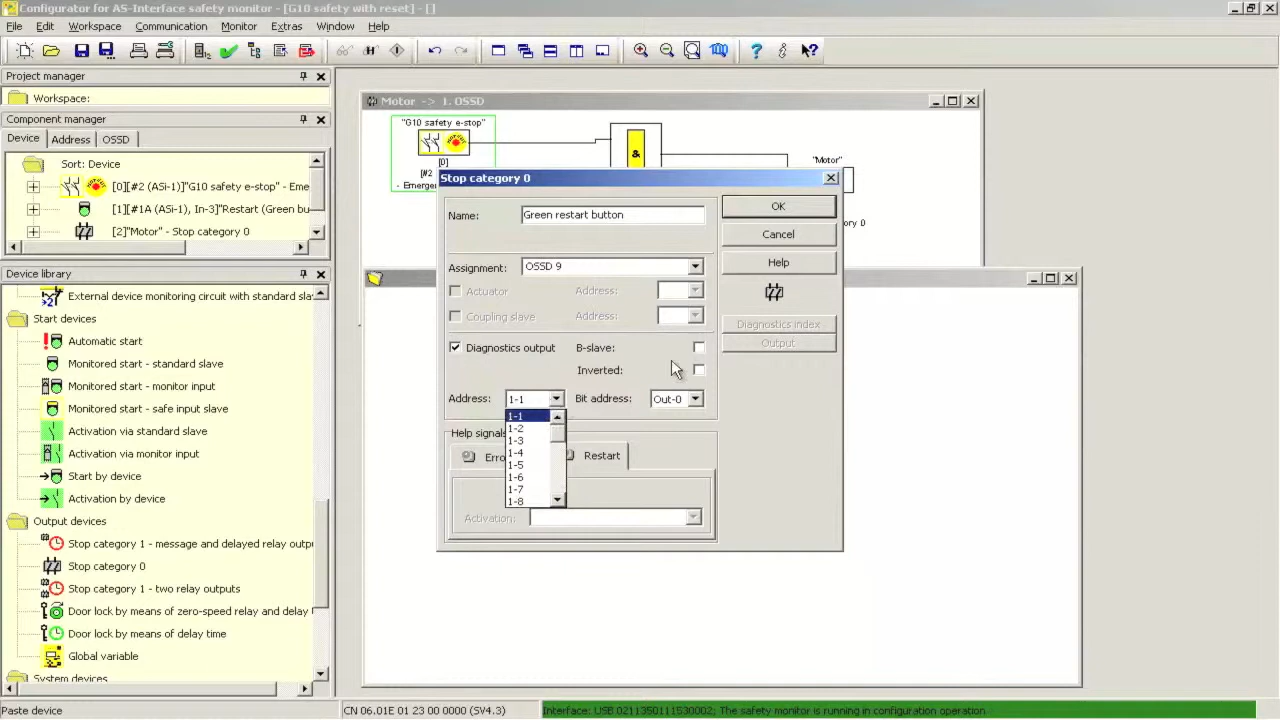 Configurator for AS-Interface safety monitor - [G10 safety with reset] - []
File Edit Workspace Communication Monitor Extras Window Help
Project manager
Workspace:
Component manager
Device Address OSSD
Sort: Device
[0][#2 (ASi-1)]"G10 safety e-stop" - Eme
[1][#1A (ASi-1), In-3]"Restart (Green bu
[2]"Motor" - Stop category 0
Device library
External device monitoring circuit with standard sla
Start devices
Automatic start
Monitored start - standard slave
Monitored start - monitor input
Monitored start - safe input slave
Activation via standard slave
Activation via monitor input
Start by device
Activation by device
Output devices
Stop category 1 - message and delayed relay outpu
Stop category 0
Stop category 1 - two relay outputs
Door lock by means of zero-speed relay and delay
Door lock by means of delay time
Global variable
System devices
Motor -> 1. OSSD
"G10 safety e-stop"
[0]
[#2
- Emerge
&
"Motor"
ory 0
Stop category 0
Name: Green restart button
OK
Cancel
Help
Assignment: OSSD 9
Actuator Address:
Coupling slave Address:
Diagnostics index
Output
Diagnostics output B-slave:
Inverted:
Address: 1-1 Bit address: Out-0
1-1
1-2
1-3
1-4
1-5
1-6
1-7
1-8
Help signals
Erro Restart
Activation:
Paste device
CN 06.01E 01 23 00 0000 (SV4.3)
Interface: USB 0211350111530002; The safety monitor is running in configuration operation